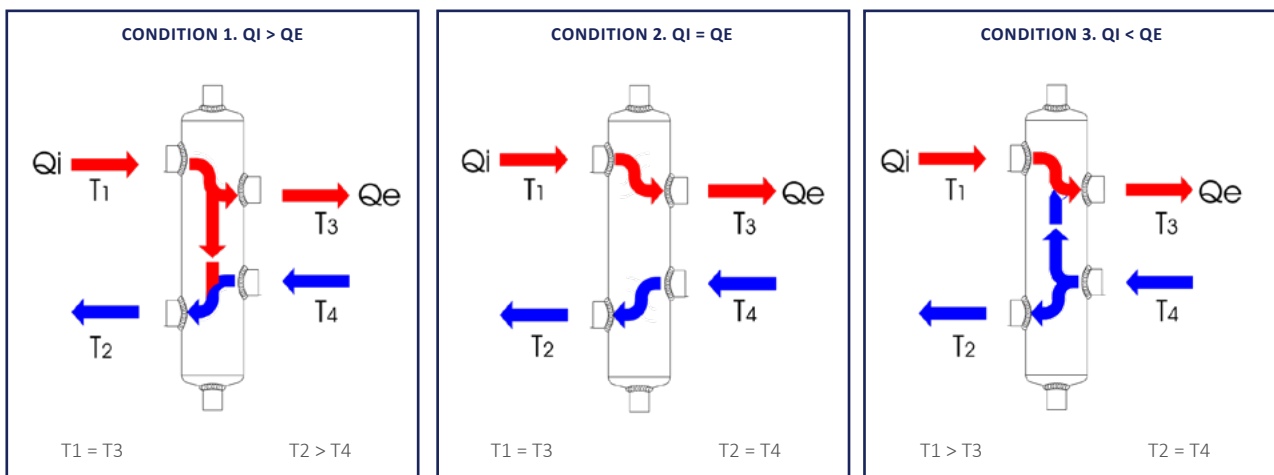 CONDITION 1. QI > QE
Qi
T1
T3
Qe
T2
T4
T1 = T3
T2 > T4
CONDITION 2. QI = QE
Qi
T1
T3
Qe
T2
T4
T1 = T3
T2 = T4
CONDITION 3. QI < QE
Qi
T1
T3
Qe
T2
T4
T1 > T3
T2 = T4